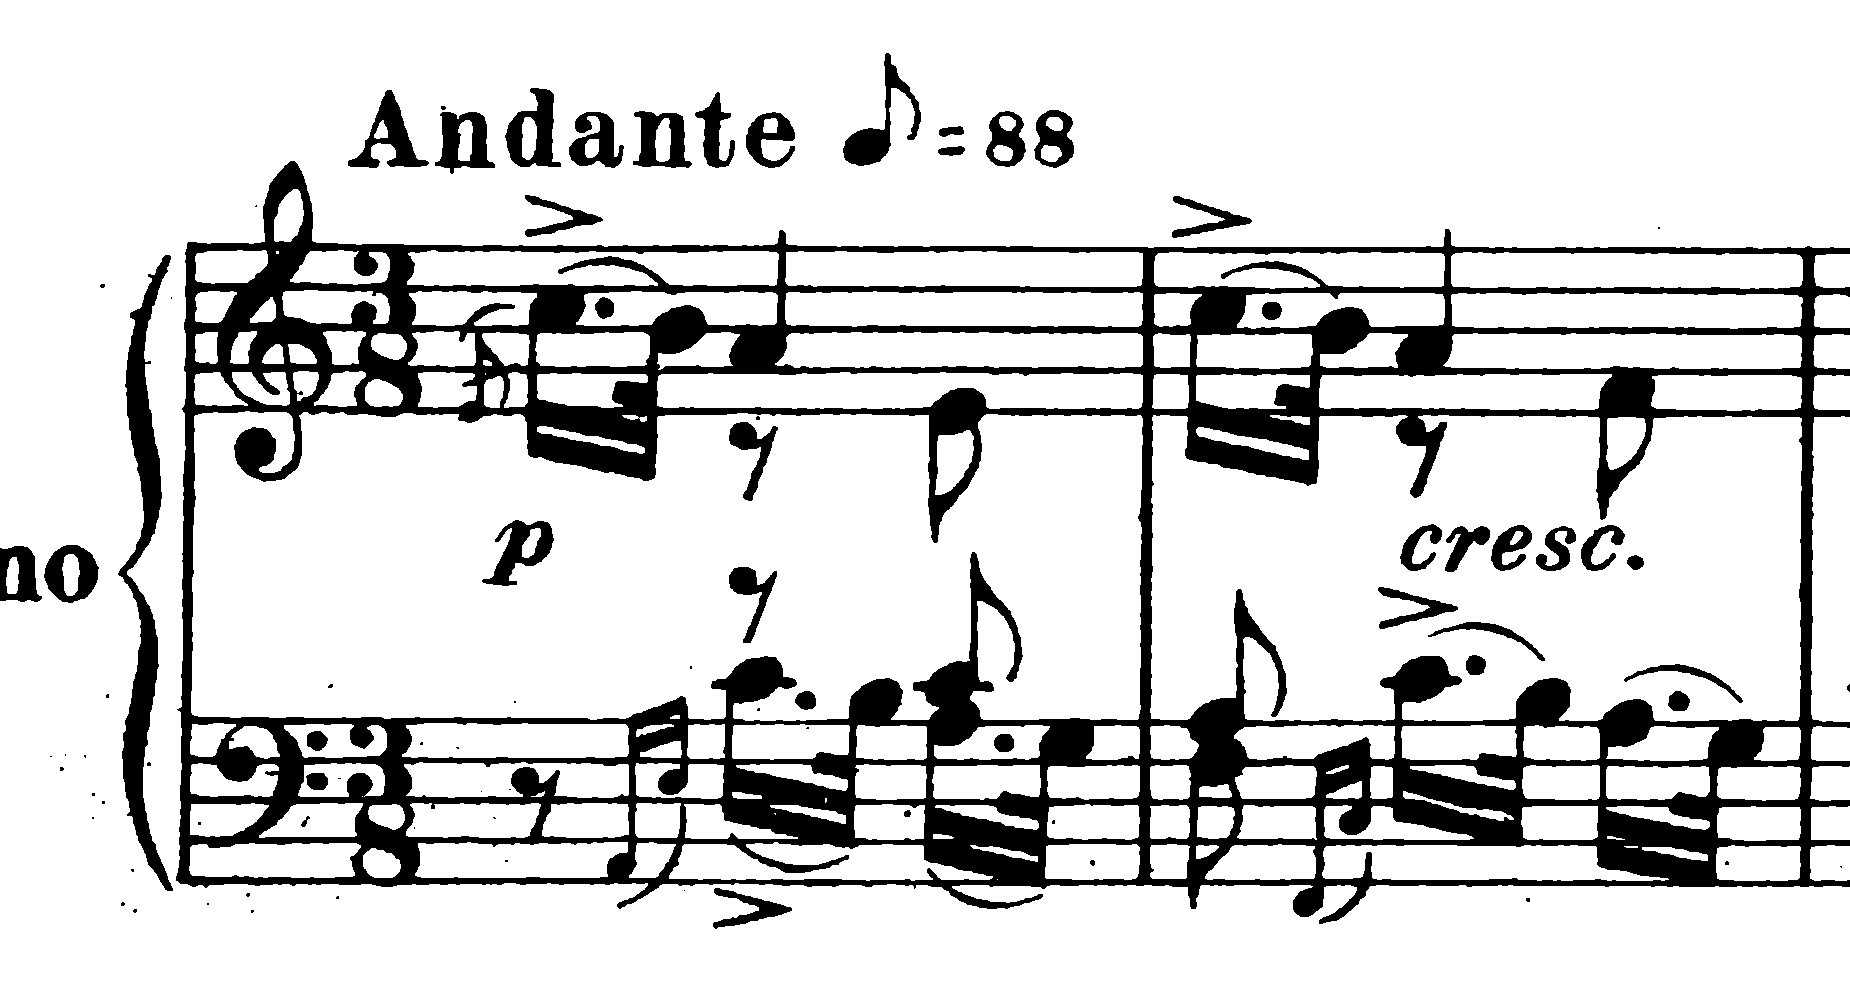 Andante ♪=88
p
no
cresc.